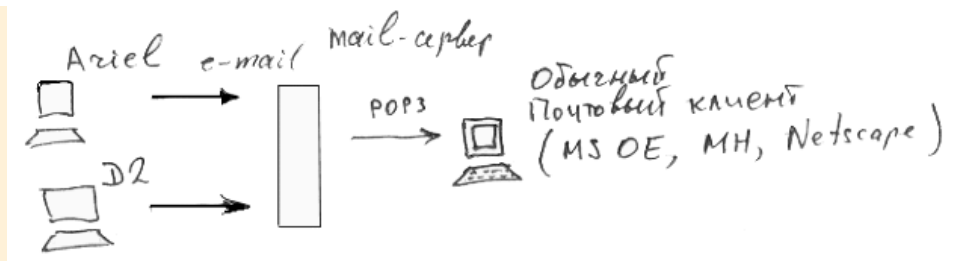 Ariel
e-mail
mail-сервер
POP3
D2
Обычный
Почтовый клиент
(MS OE, MH, Netscape)